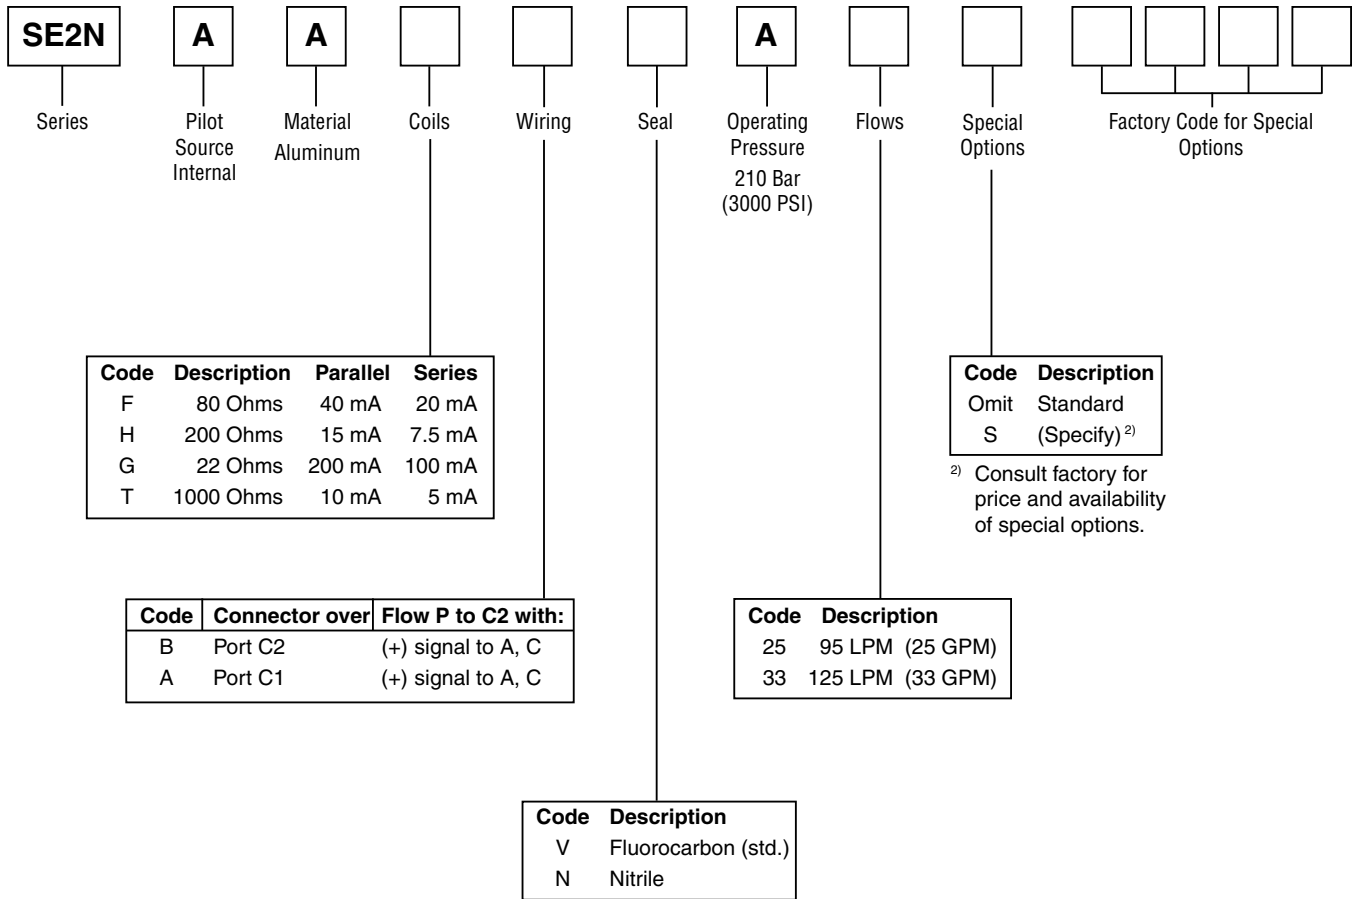 SE2N A A A
Series
Pilot
Source
Internal
Material
Aluminum
Coils
Wiring
Seal
Operating
Pressure
210 Bar
(3000 PSI)
Flows
Special
Options
Factory Code for Special
Options
Code Description Parallel Series
F 80 Ohms 40 mA 20 mA
H 200 Ohms 15 mA 7.5 mA
G 22 Ohms 200 mA 100 mA
T 1000 Ohms 10 mA 5 mA
Code Description
Omit Standard
S (Specify) 2)
2) Consult factory for
price and availability
of special options.
Code Connector over Flow P to C2 with:
B Port C2 (+) signal to A, C
A Port C1 (+) signal to A, C
Code Description
25 95 LPM (25 GPM)
33 125 LPM (33 GPM)
Code Description
V Fluorocarbon (std.)
N Nitrile